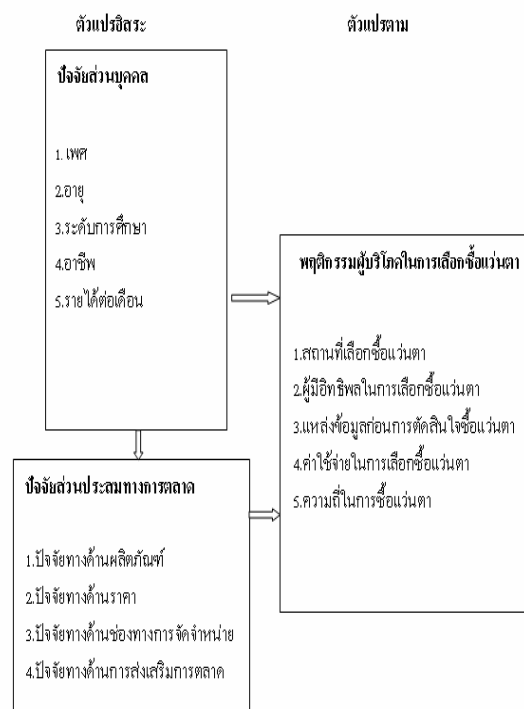 ตัวแปรอิสระ
ตัวแปรตาม
ปัจจัยส่วนบุคคล
1. เพศ
2.อายุ
3.ระดับการศึกษา
4.อาชีพ
5.รายได้ต่อเดือน
พฤติกรรมผู้บริโภคในการเลือกซื้อแว่นตา
1.สถานที่เลือกซื้อแว่นตา
2.ผู้มีอิทธิพลในการเลือกซื้อแว่นตา
3.แหล่งข้อมูลก่อนการตัดสินใจซื้อแว่นตา
4.ค่าใช้จ่ายในการเลือกซื้อแว่นตา
5.ความถี่ในการซื้อแว่นตา
ปัจจัยส่วนประสมทางการตลาด
1.ปัจจัยทางด้านผลิตภัณฑ์
2.ปัจจัยทางด้านราคา
3.ปัจจัยทางด้านช่องทางการจัดจำหน่าย
4.ปัจจัยทางด้านการส่งเสริมการตลาด